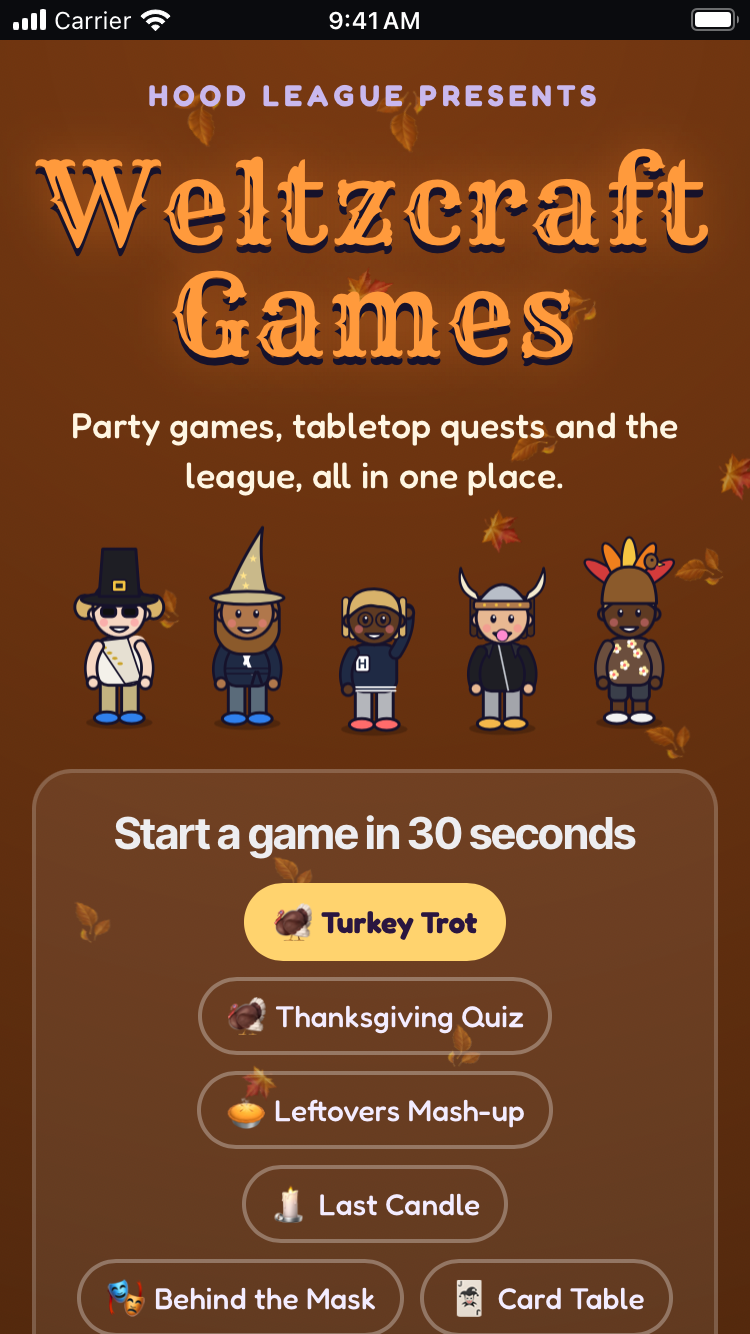 Carrier 9:41 AM
HOOD LEAGUE PRESENTS
Weltzcraft
Games
Party games, tabletop quests and the
league, all in one place.
H
Start a game in 30 seconds
Turkey Trot
Thanksgiving Quiz
Leftovers Mash-up
Last Candle
Behind the Mask
Card Table